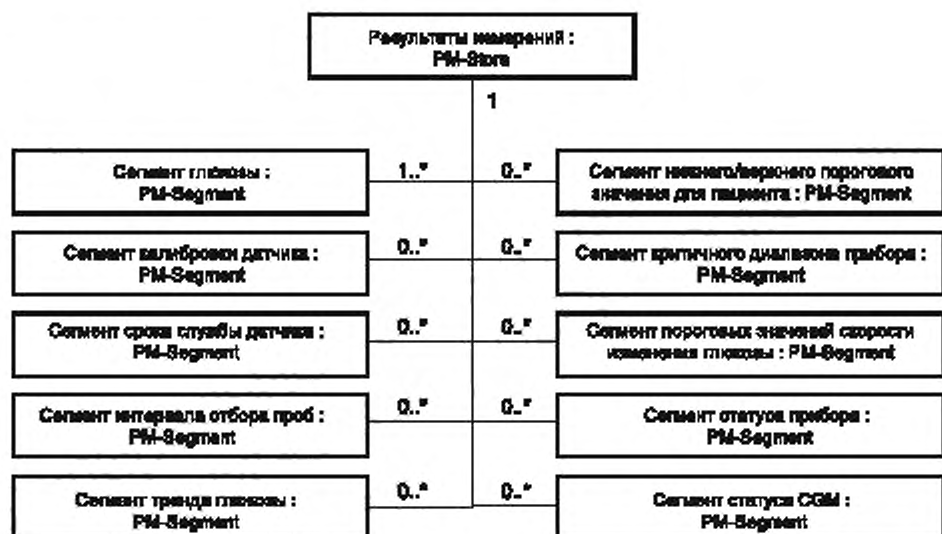 Результаты измерений :
PM-Store
1
Сегмент глюкозы :
PM-Segment
1..*
0..*
Сегмент нижнего/верхнего порогового
значения для пациента : PM-Segment
Сегмент калибровки датчика :
PM-Segment
0..*
0..*
Сегмент критичного диапазона прибора :
PM-Segment
Сегмент срока службы датчика :
PM-Segment
0..*
0..*
Сегмент пороговых значений скорости
изменения глюкозы : PM-Segment
Сегмент интервала отбора проб :
PM-Segment
0..*
0..*
Сегмент статуса прибора :
PM-Segment
Сегмент тренда глюкозы :
PM-Segment
0..*
0..*
Сегмент статуса CGM :
PM-Segment